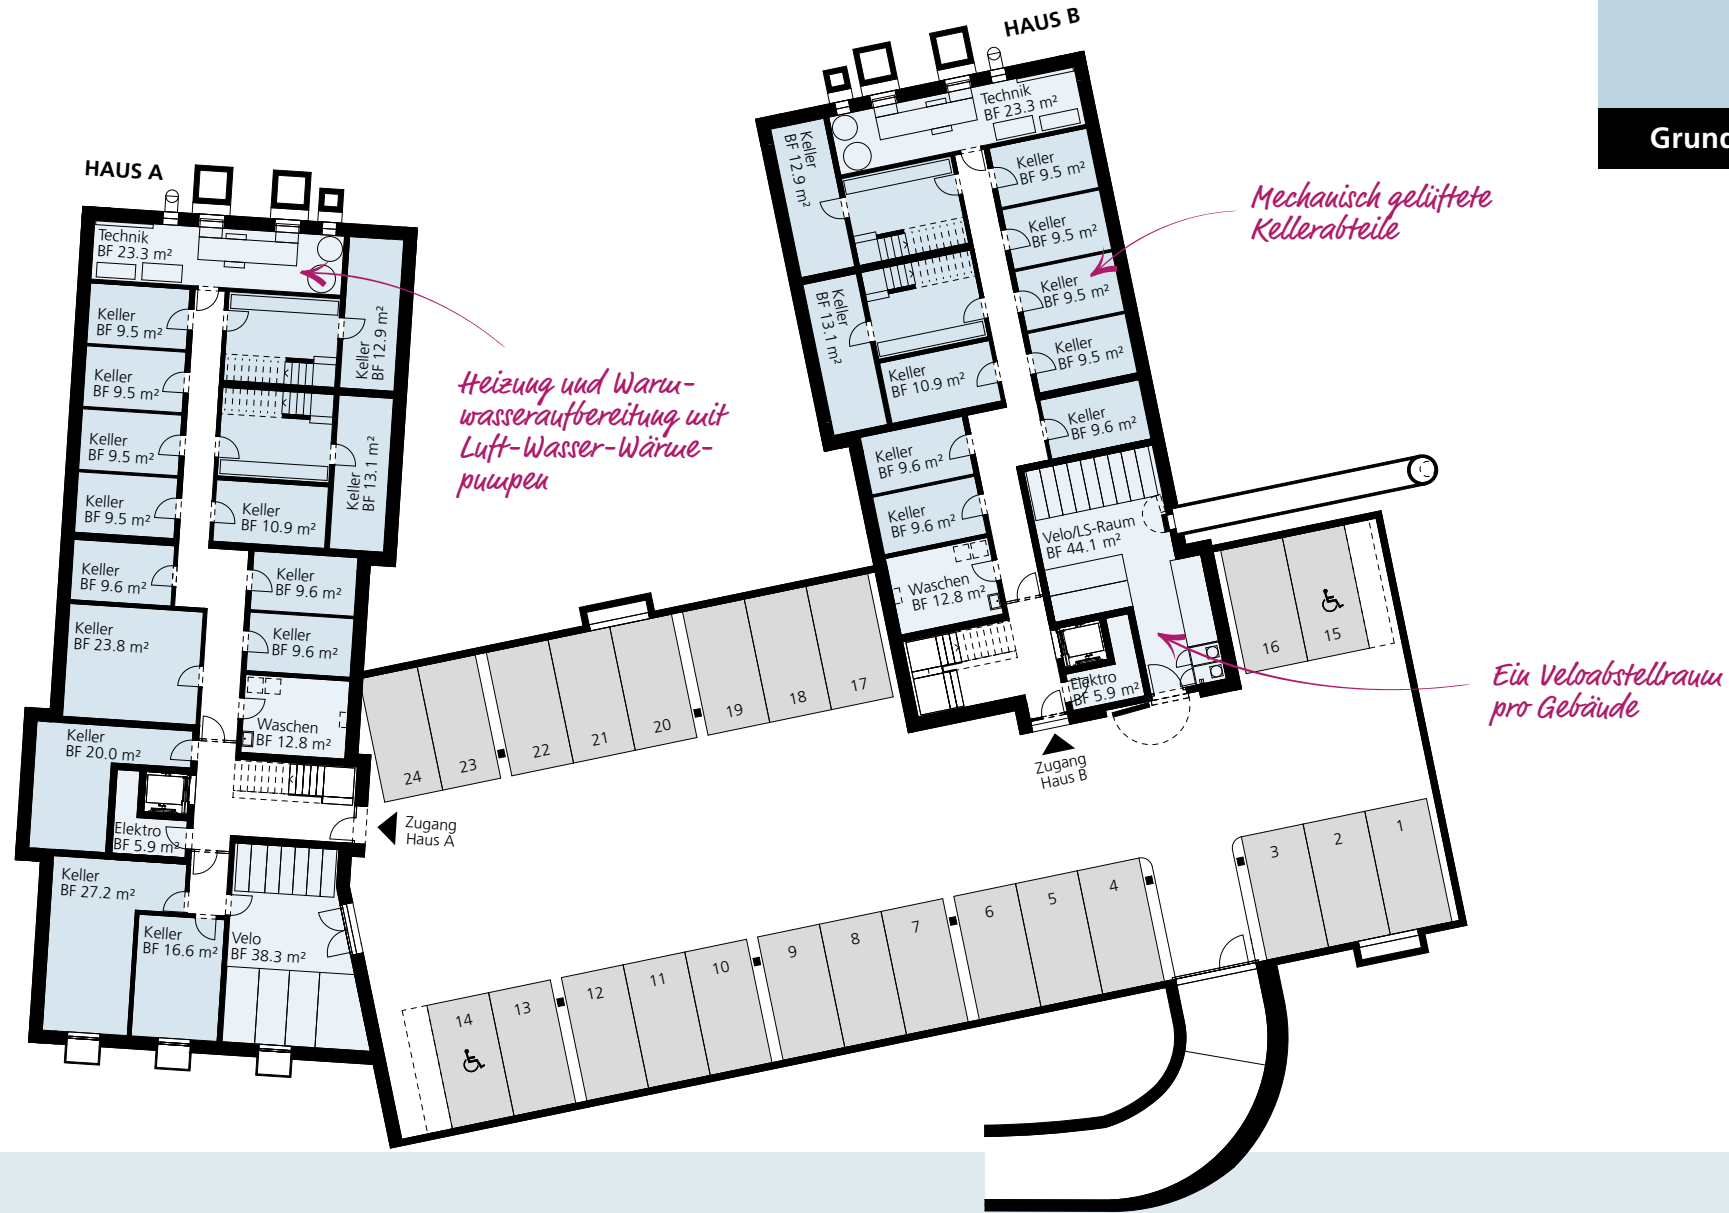 HAUS B
HAUS A
Grund
Technik
BF 23.3 m²
Keller
BF 12.9 m²
Keller
BF 9.5 m²
Keller
BF 9.5 m²
Keller
BF 9.5 m²
Keller
BF 9.5 m²
Keller
BF 9.6 m²
Keller
BF 13.1 m²
Keller
BF 10.9 m²
Keller
BF 9.6 m²
Keller
BF 9.6 m²
Waschen
BF 12.8 m²
Velo/LS-Raum
BF 44.1 m²
Elektro
BF 5.9 m²
Zugang
Haus B
Mechanisch gelüftete
Kellerabteile
Ein Veloabstellraum
pro Gebäude
Technik
BF 23.3 m²
Keller
BF 12.9 m²
Keller
BF 9.5 m²
Keller
BF 9.5 m²
Keller
BF 9.5 m²
Keller
BF 9.5 m²
Keller
BF 9.6 m²
Keller
BF 13.1 m²
Keller
BF 10.9 m²
Keller
BF 9.6 m²
Keller
BF 9.6 m²
Keller
BF 23.8 m²
Waschen
BF 12.8 m²
Keller
BF 20.0 m²
Elektro
BF 5.9 m²
Keller
BF 27.2 m²
Keller
BF 16.6 m²
Velo
BF 38.3 m²
Zugang
Haus A
Heizung und Warm-
wasseraufbereitung mit
Luft-Wasser-Wärme-
pumpen
24
23
22
21
20
19
18
17
16
15
14
13
12
11
10
9
8
7
6
5
4
3
2
1